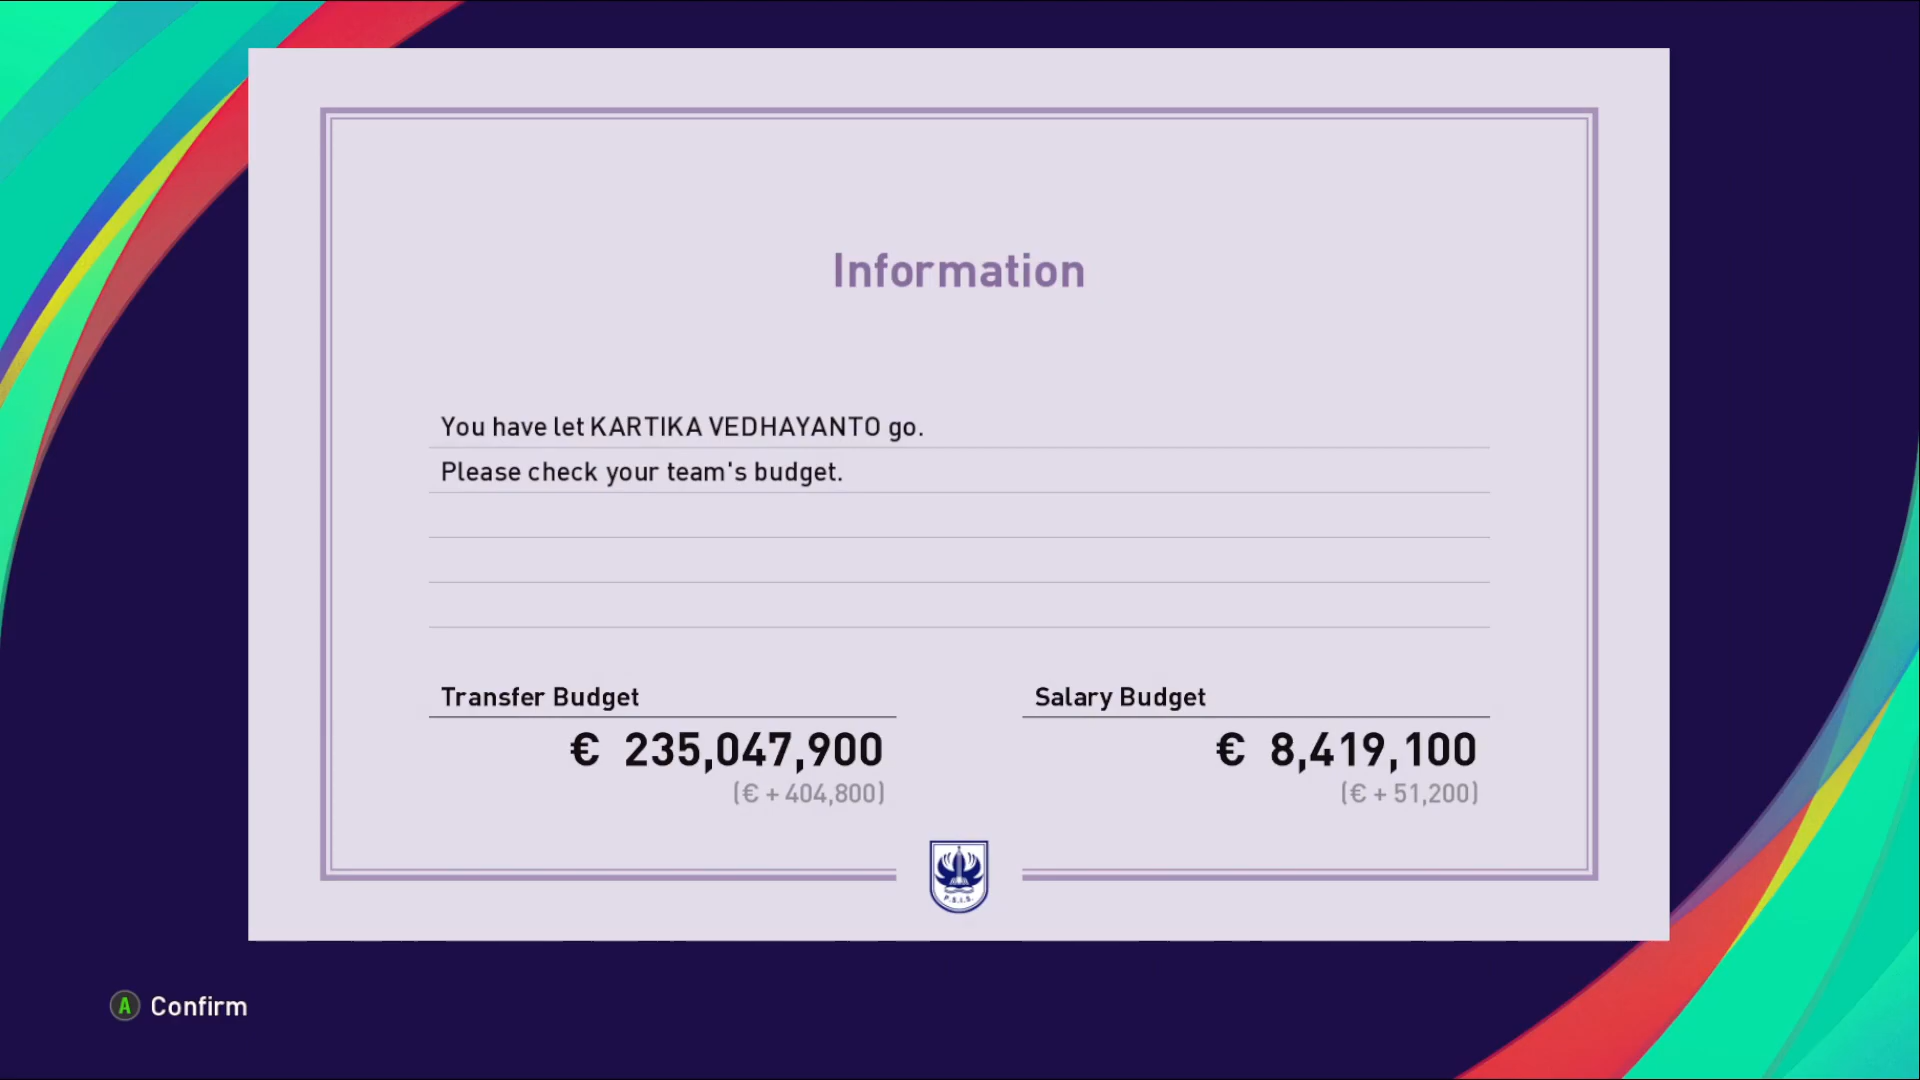 Information
You have let KARTIKA VEDHAYANTO go.
Please check your team's budget.
Transfer Budget
€ 235,047,900
(€ + 404,800)
Salary Budget
€ 8,419,100
(€ + 51,200)
P.S.I.S.
A Confirm